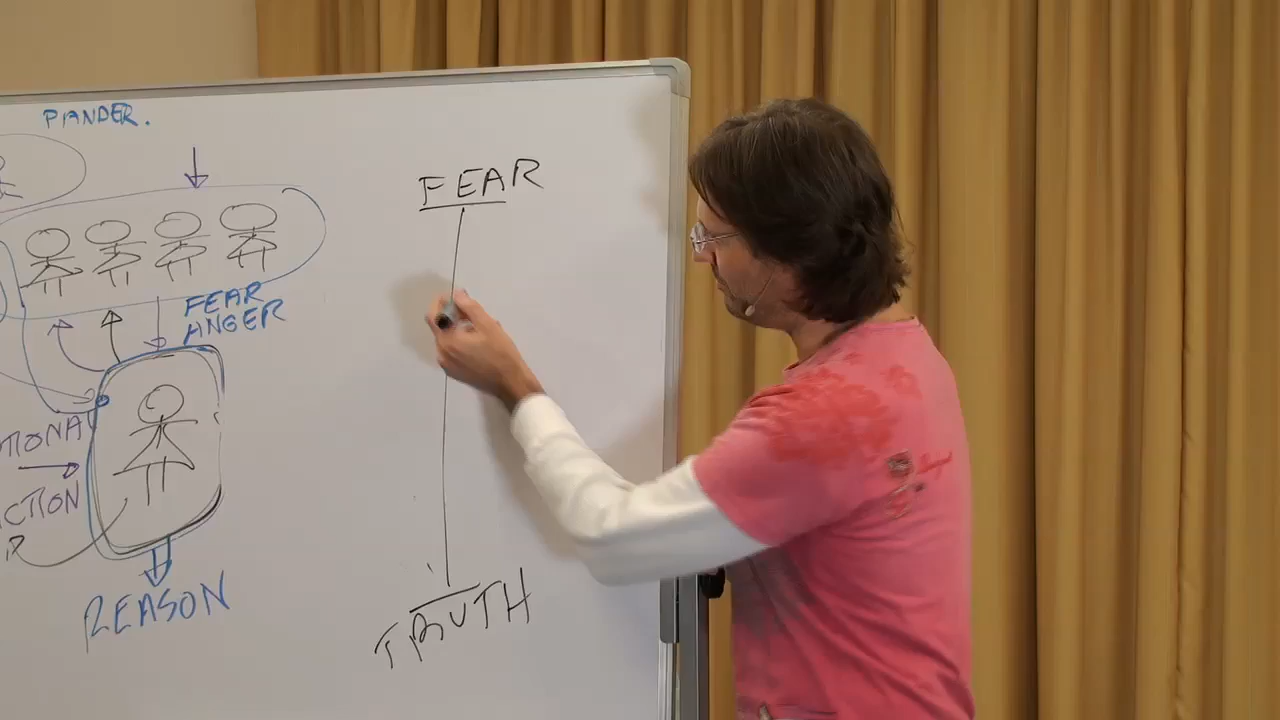 PANDER.
FEAR
FEAR
ANGER
TIONA
CTION
R
REASON
TRUTH